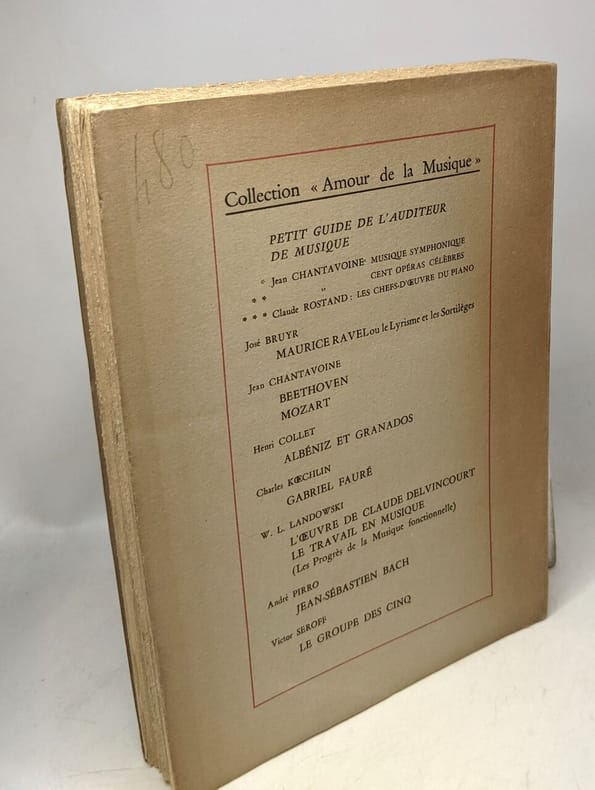 480
Collection « Amour de la Musique »
PETIT GUIDE DE L'AUDITEUR
DE MUSIQUE
* Jean CHANTAVOINE: MUSIQUE SYMPHONIQUE
* * " CENT OPÉRAS CÉLÈBRES
* * * Claude ROSTAND : LES CHEFS-D'ŒUVRE DU PIANO
José BRUYR
MAURICE RAVEL ou le Lyrisme et les Sortilèges
Jean CHANTAVOINE
BEETHOVEN
MOZART
Henri COLLET
ALBÉNIZ ET GRANADOS
Charles KŒCHLIN
GABRIEL FAURÉ
W. L. LANDOWSKI
L'ŒUVRE DE CLAUDE DELVINCOURT
LE TRAVAIL EN MUSIQUE
(Les Progrès de la Musique fonctionnelle)
André PIRRO
JEAN-SÉBASTIEN BACH
Victor SEROFF
LE GROUPE DES CINQ